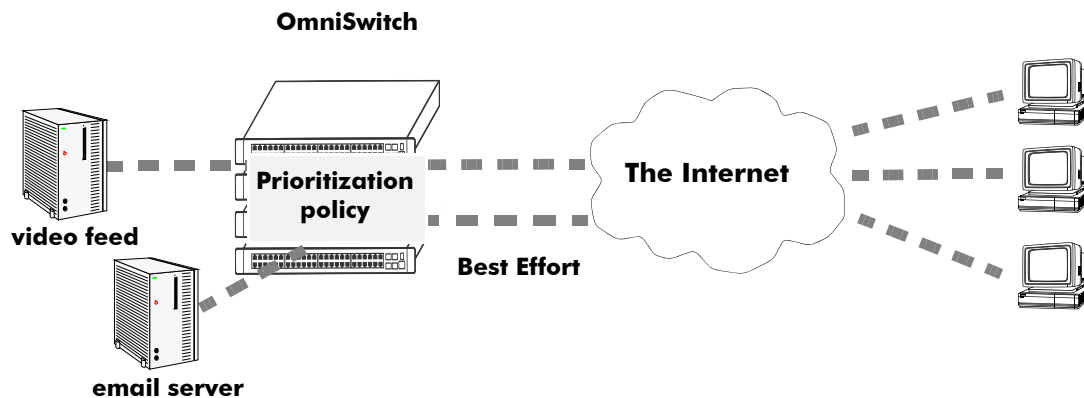 OmniSwitch
Prioritization
policy
The Internet
video feed
Best Effort
email server